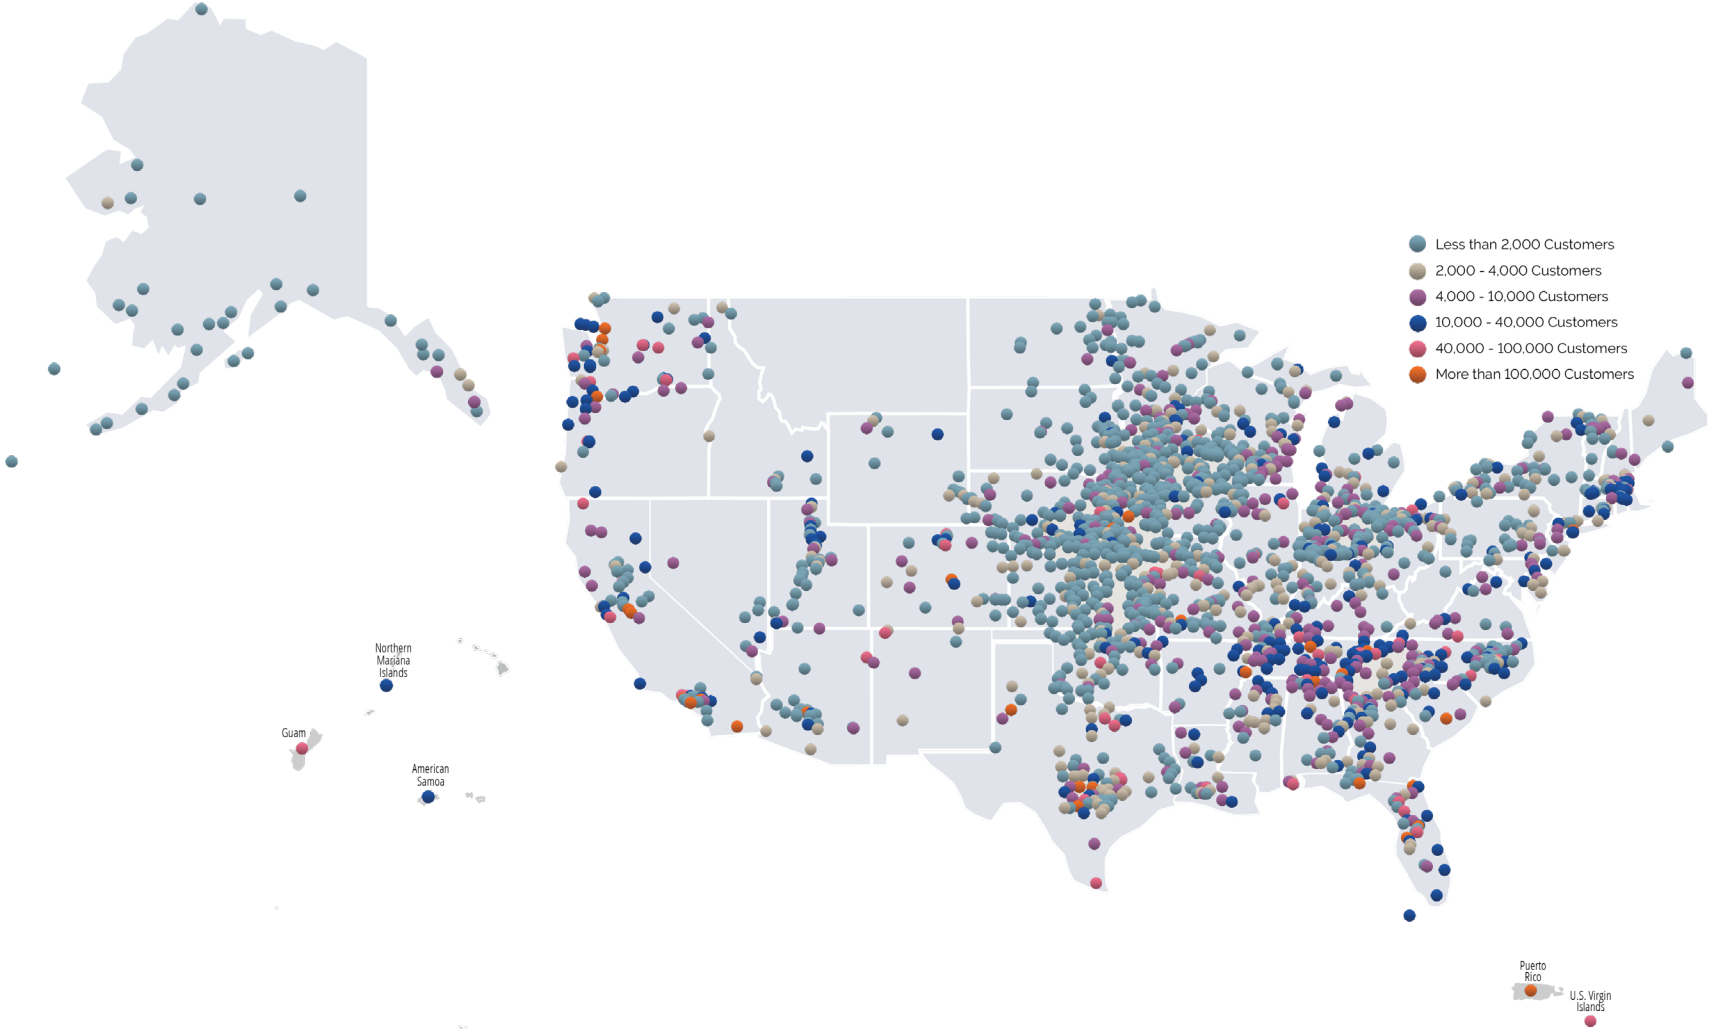 Less than 2,000 Customers
2,000 - 4,000 Customers
4,000 - 10,000 Customers
10,000 - 40,000 Customers
40,000 - 100,000 Customers
More than 100,000 Customers
Northern
Mariana
Islands
Guam
American
Samoa
Puerto
Rico
U.S. Virgin
Islands